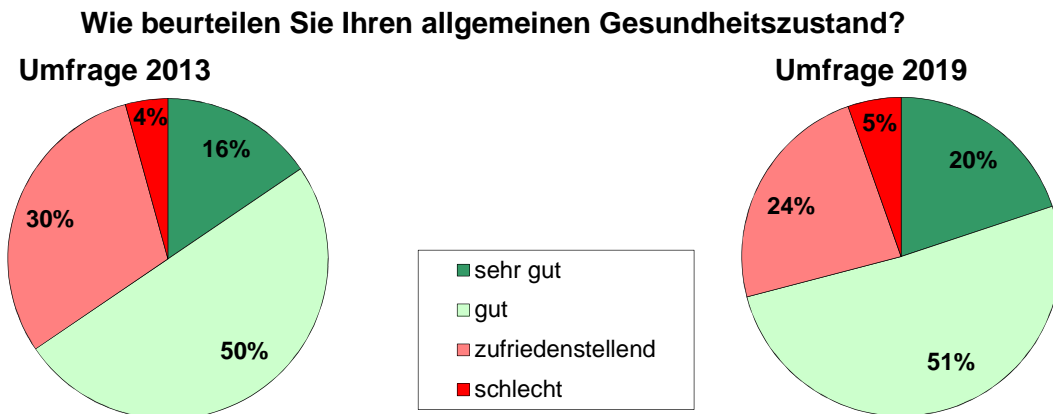 Wie beurteilen Sie Ihren allgemeinen Gesundheitszustand?
Umfrage 2013
4%
16%
30%
50%
sehr gut
gut
zufriedenstellend
schlecht
Umfrage 2019
5%
20%
24%
51%